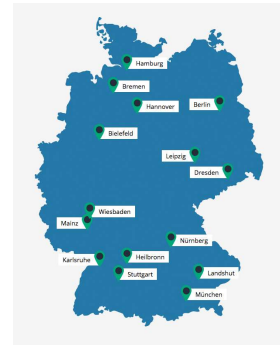 Hamburg
Bremen
Berlin
Hannover
Bielefeld
Leipzig
Dresden
Wiesbaden
Mainz
Nürnberg
Karlsruhe
Heilbronn
Stuttgart
Landshut
München